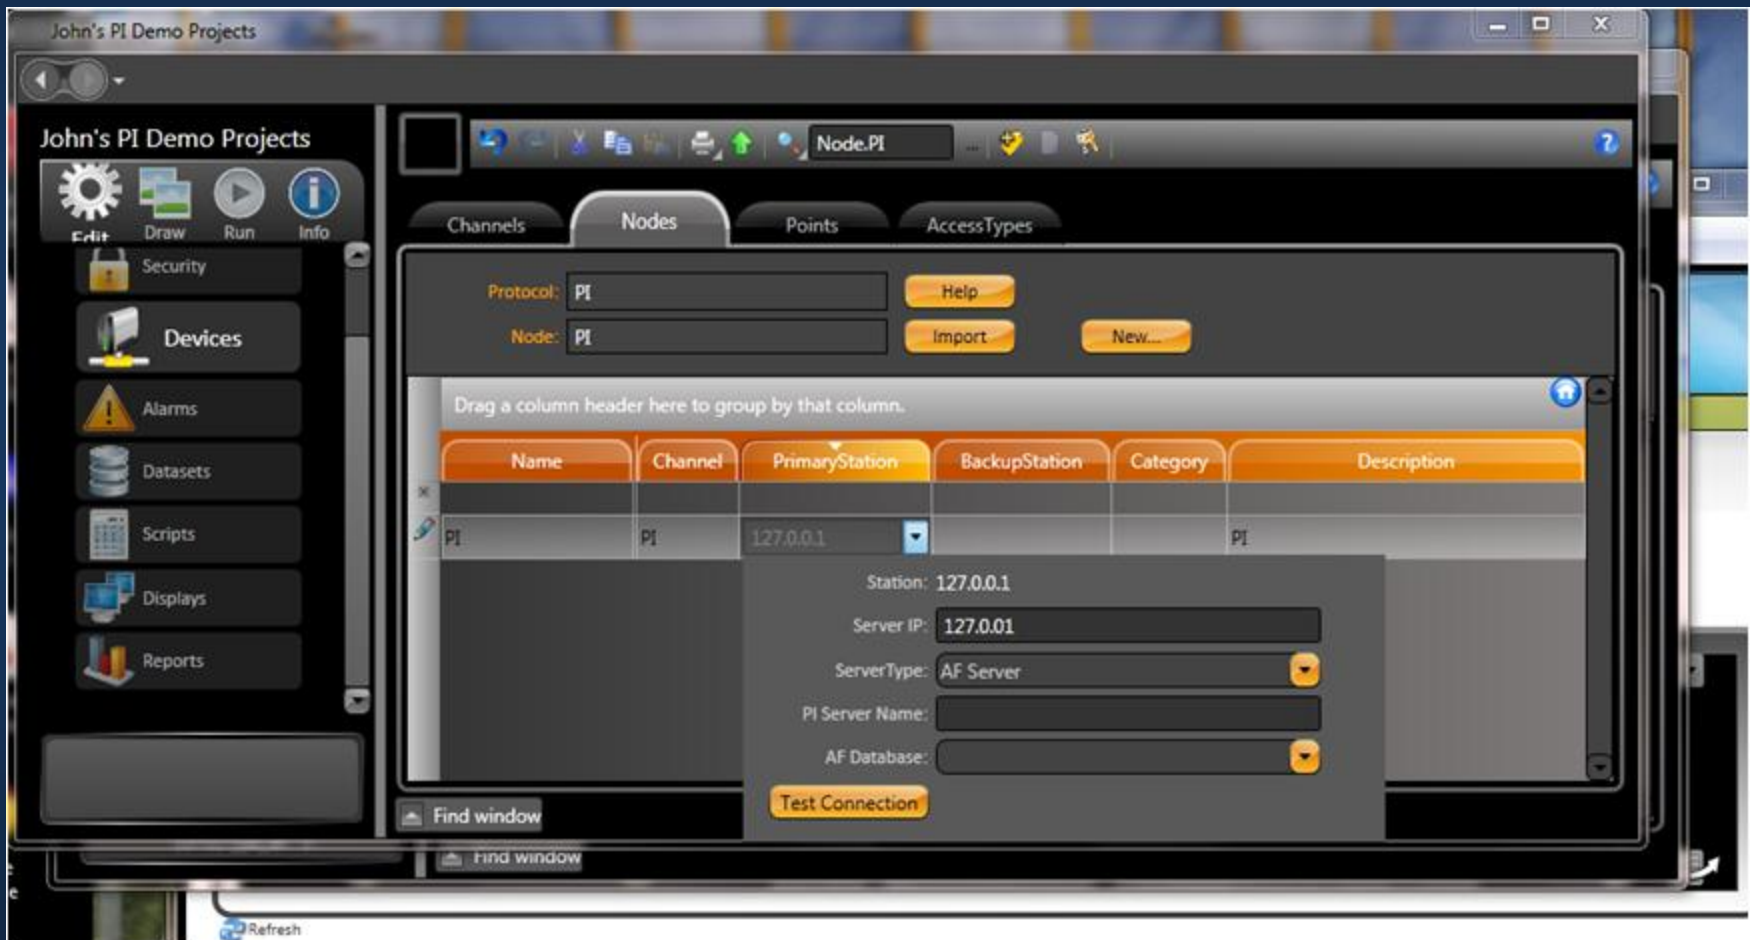 John's PI Demo Projects
John's PI Demo Projects
Edit
Draw
Run
Info
Security
Devices
Alarms
Datasets
Scripts
Displays
Reports
Node.PI
...
?
Channels
Nodes
Points
AccessTypes
Protocol: PI
Help
Node: PI
Import
New...
Drag a column header here to group by that column.
Name Channel PrimaryStation BackupStation Category Description
PI PI 127.0.0.1 PI
Station: 127.0.0.1
Server IP: 127.0.01
ServerType: AF Server
PI Server Name:
AF Database:
Test Connection
Find window
Find window
Refresh